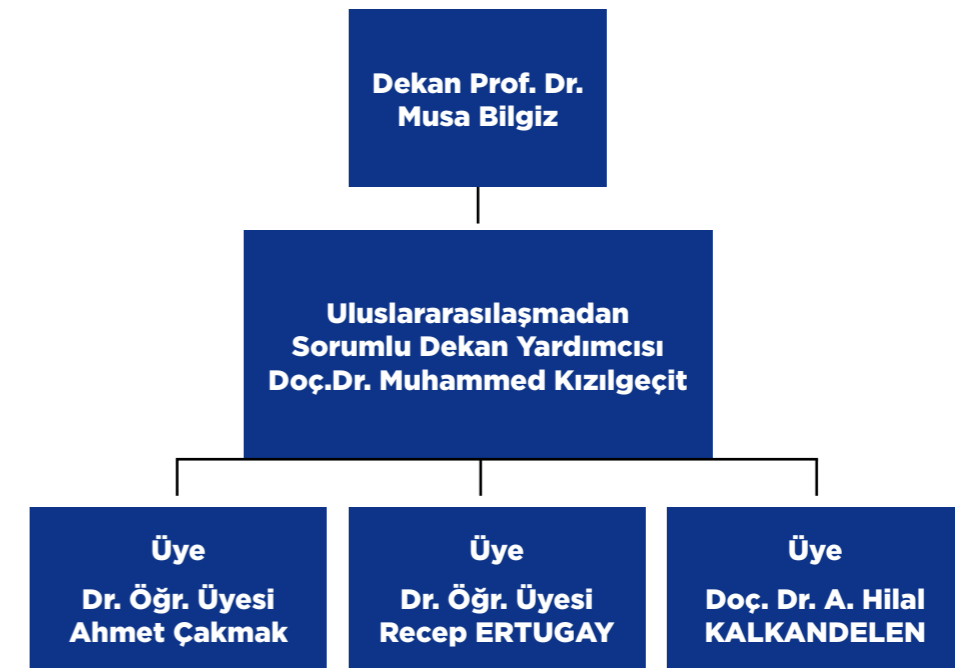 Dekan Prof. Dr.
Musa Bilgiz
Uluslararasılaşmadan
Sorumlu Dekan Yardımcısı
Doç.Dr. Muhammed Kızılgeçit
Üye
Dr. Öğr. Üyesi
Ahmet Çakmak
Üye
Dr. Öğr. Üyesi
Recep ERTUGAY
Üye
Doç. Dr. A. Hilal
KALKANDELEN